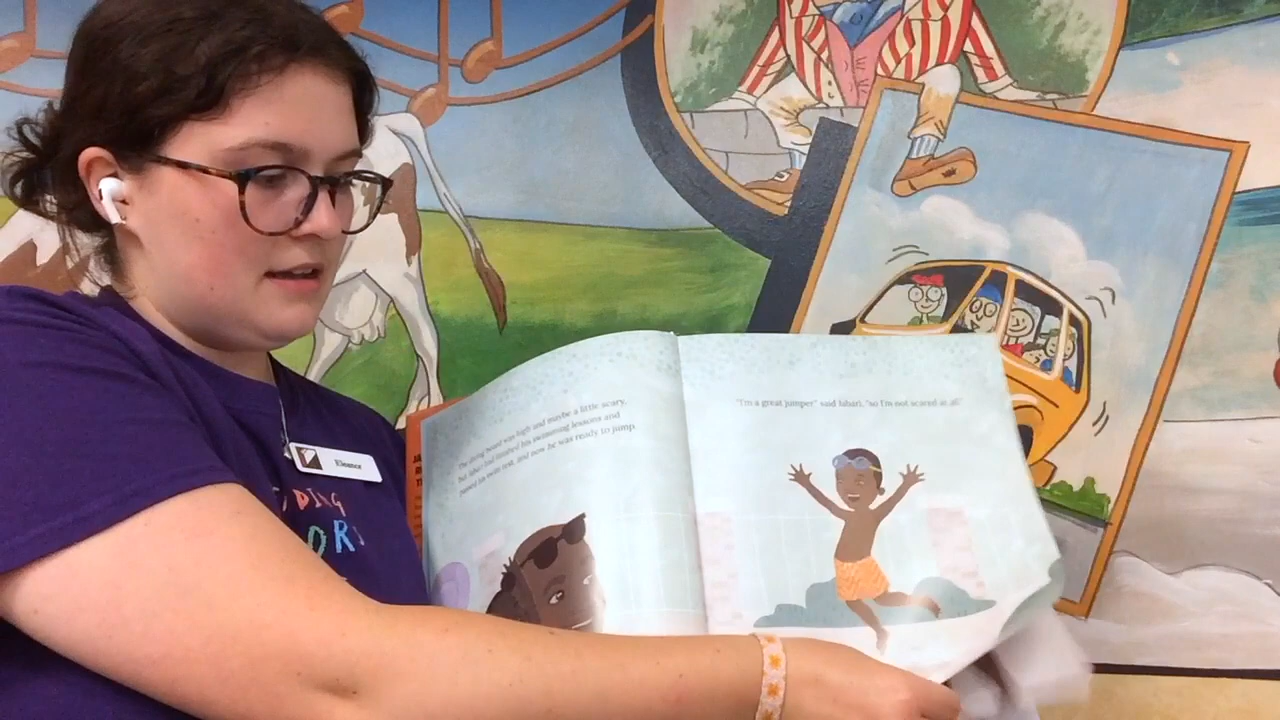 The diving board was high and maybe a little scary,
but Jabari had finished his swimming lessons and
passed his swim test, and now he was ready to jump.
"I'm a great jumper" said Jabari, "so I'm not scared at all."
Eleanor